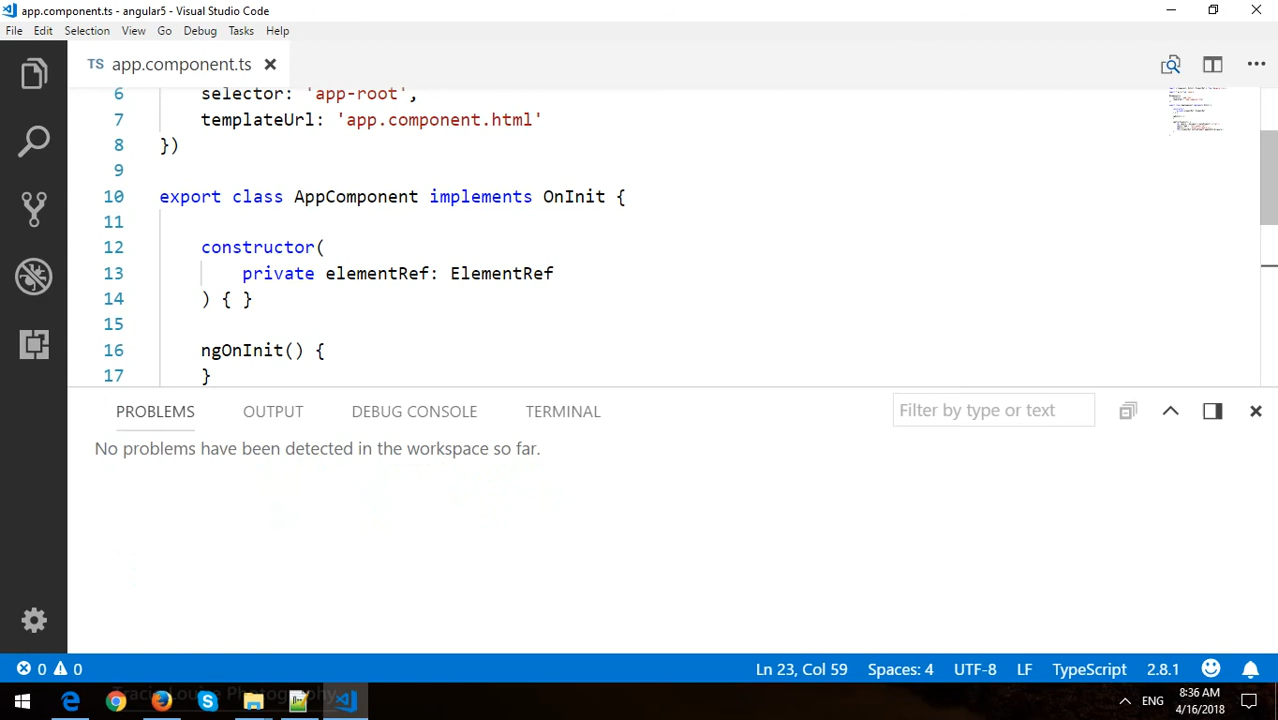 app.component.ts - angular5 - Visual Studio Code
File Edit Selection View Go Debug Tasks Help
TS app.component.ts
6 selector: 'app-root',
7 templateUrl: 'app.component.html'
8 })
9
10 export class AppComponent implements OnInit {
11
12 constructor(
13 private elementRef: ElementRef
14 ) { }
15
16 ngOnInit() {
17 }
PROBLEMS OUTPUT DEBUG CONSOLE TERMINAL Filter by type or text
No problems have been detected in the workspace so far.
0 0 Ln 23, Col 59 Spaces: 4 UTF-8 LF TypeScript 2.8.1
Photography
ENG
8:36 AM
4/16/2018